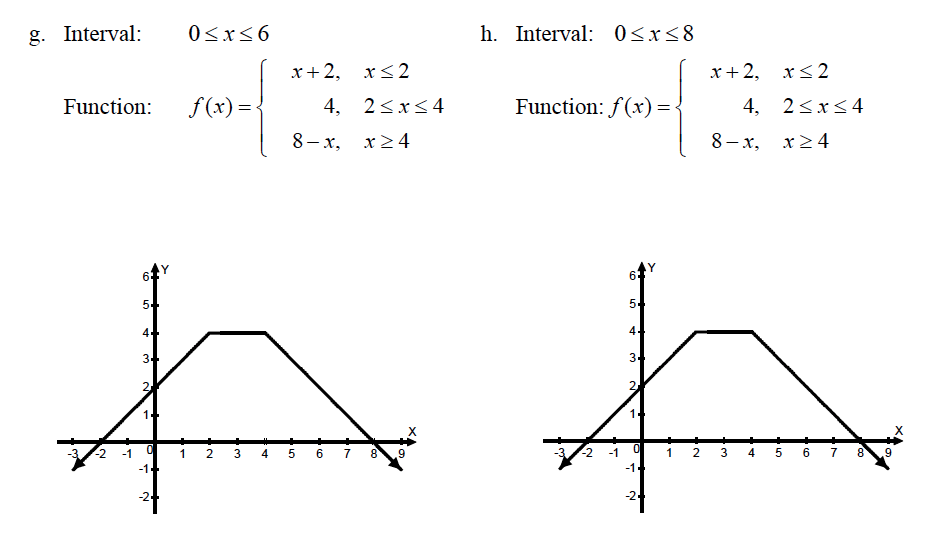 g. Interval: 0 ≤ x ≤ 6
Function: f(x) = { x + 2, x ≤ 2
4, 2 ≤ x ≤ 4
8 − x, x ≥ 4
h. Interval: 0 ≤ x ≤ 8
Function: f(x) = { x + 2, x ≤ 2
4, 2 ≤ x ≤ 4
8 − x, x ≥ 4
Y
6
5
4
3
2
1
X
-3 -2 -1 0 1 2 3 4 5 6 7 8 9
-1
-2
Y
6
5
4
3
2
1
X
-3 -2 -1 0 1 2 3 4 5 6 7 8 9
-1
-2